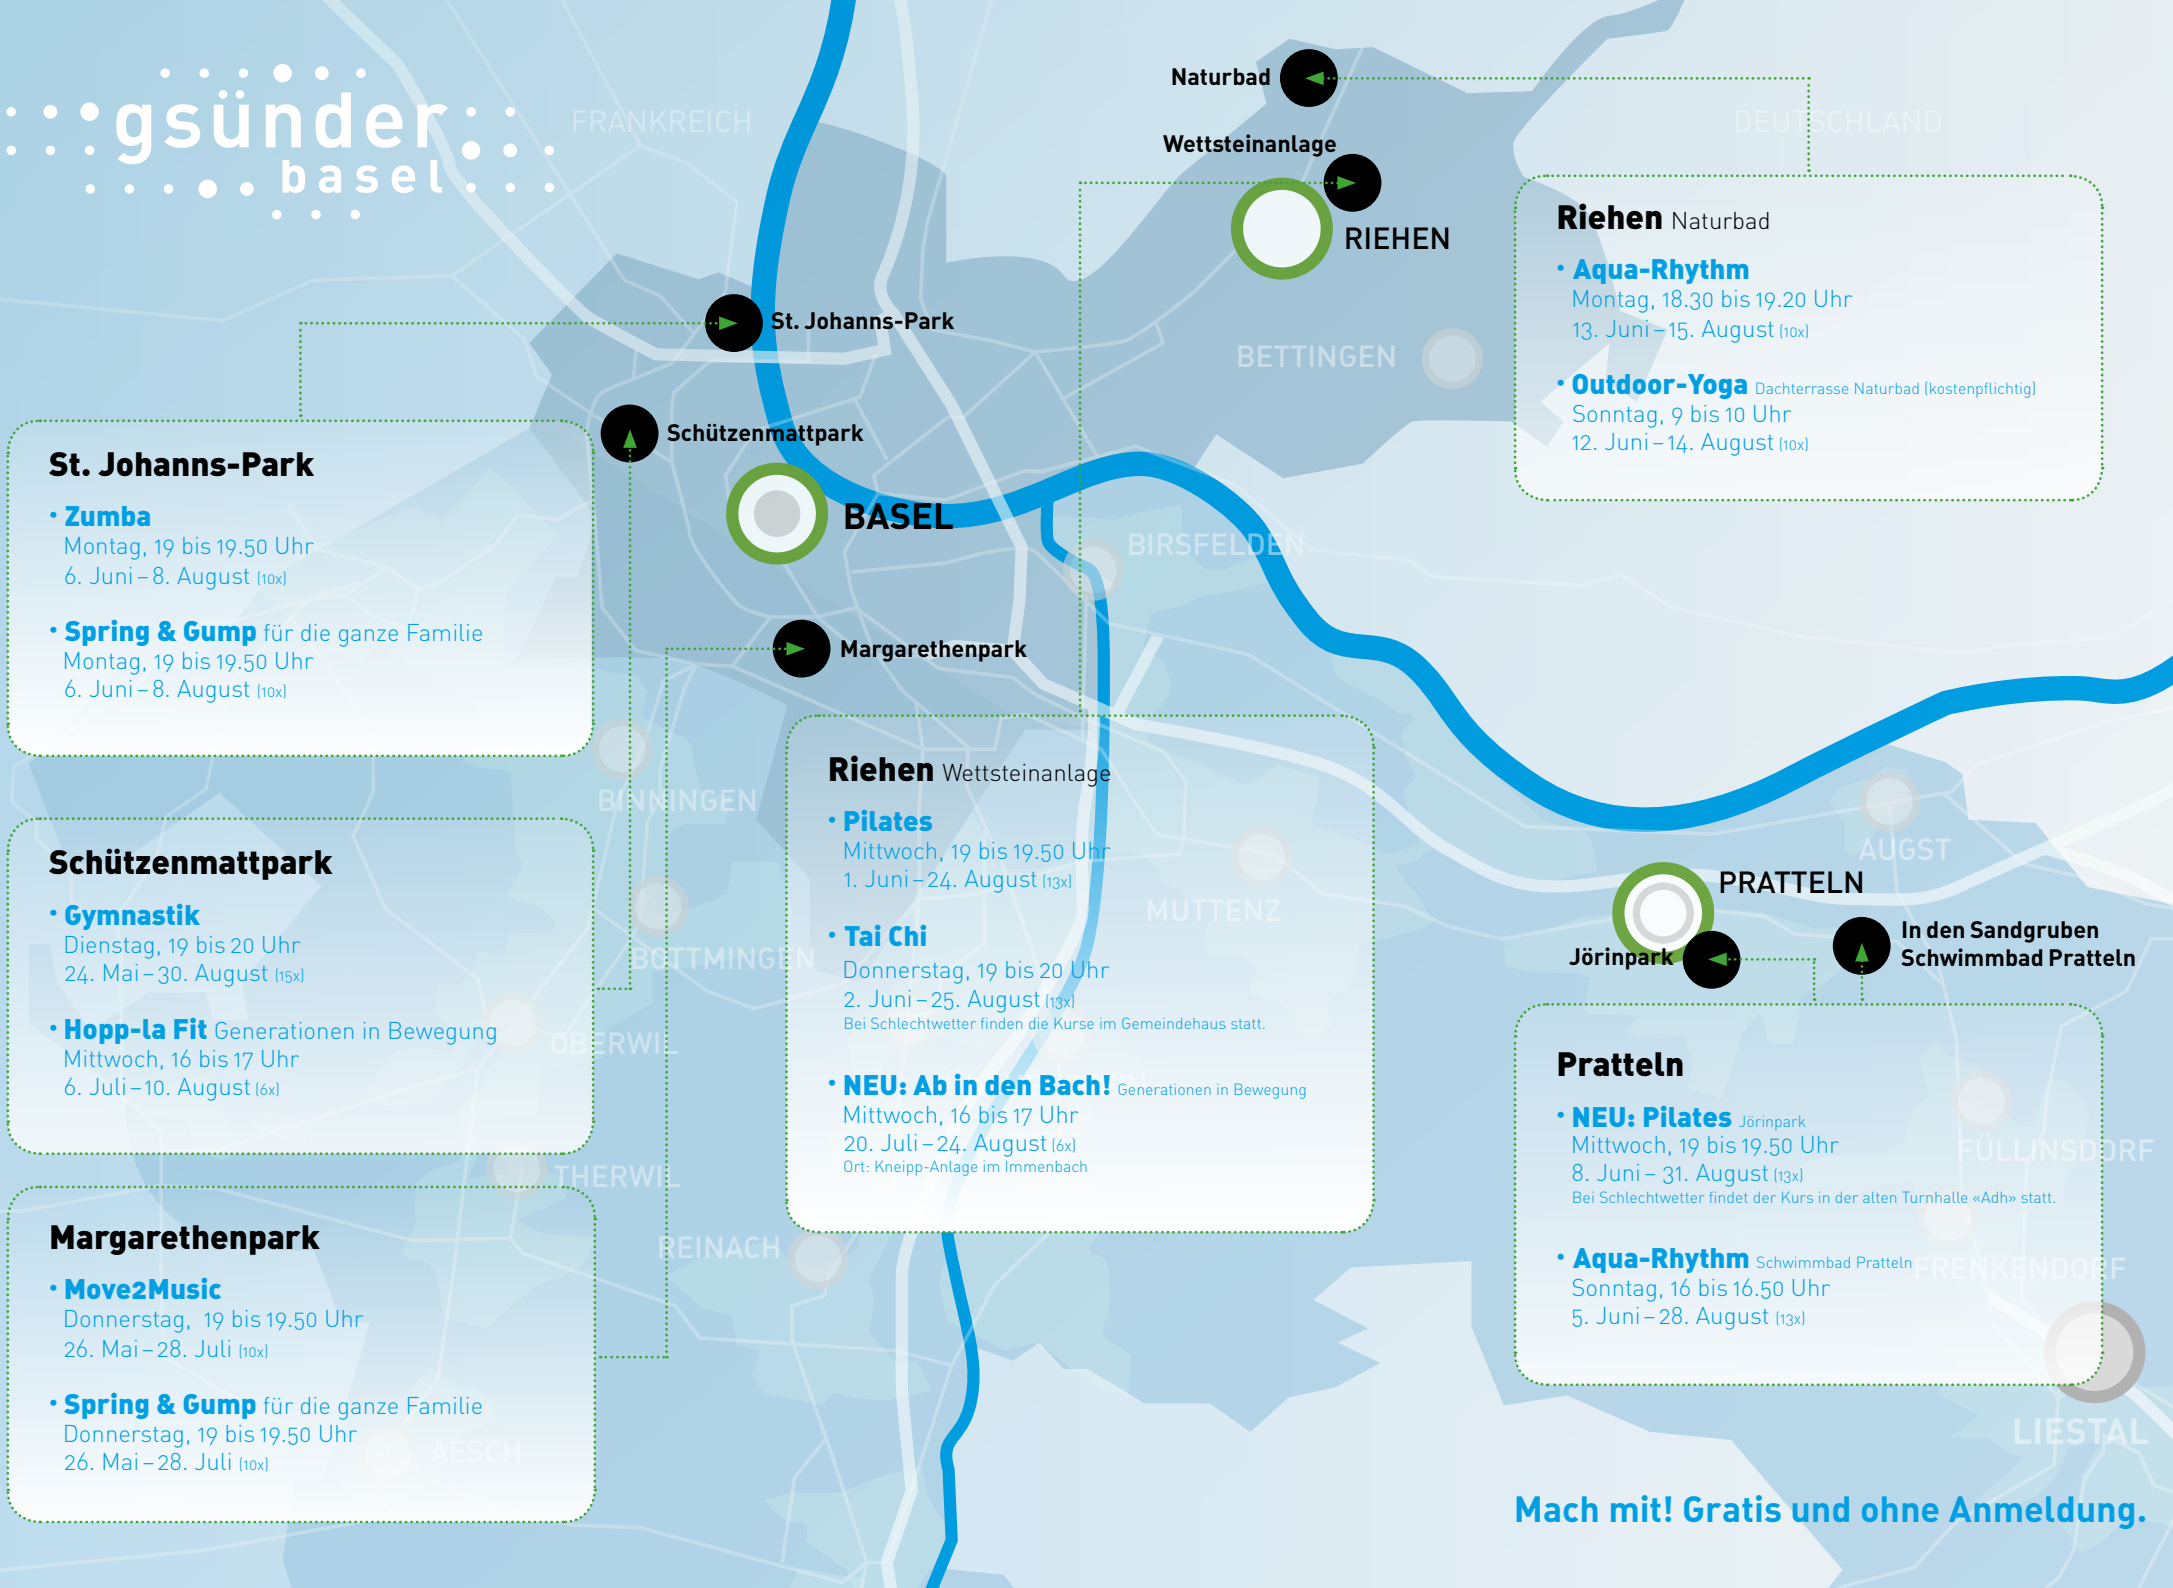 gsünder
basel
FRANKREICH
DEUTSCHLAND
Naturbad
Wettsteinanlage
RIEHEN
St. Johanns-Park
BETTINGEN
Schützenmattpark
BASEL
BIRSFELDEN
Margarethenpark
BINNINGEN
BOTTMINGEN
MUTTENZ
AUGST
PRATTELN
Jörinpark
In den Sandgruben
Schwimmbad Pratteln
OBERWIL
THERWIL
REINACH
AESCH
FÜLLINSDORF
FRENKENDORF
LIESTAL
Riehen Naturbad
• Aqua-Rhythm
Montag, 18.30 bis 19.20 Uhr
13. Juni – 15. August (10x)
• Outdoor-Yoga Dachterrasse Naturbad (kostenpflichtig)
Sonntag, 9 bis 10 Uhr
12. Juni – 14. August (10x)
St. Johanns-Park
• Zumba
Montag, 19 bis 19.50 Uhr
6. Juni – 8. August (10x)
• Spring & Gump für die ganze Familie
Montag, 19 bis 19.50 Uhr
6. Juni – 8. August (10x)
Schützenmattpark
• Gymnastik
Dienstag, 19 bis 20 Uhr
24. Mai – 30. August (15x)
• Hopp-la Fit Generationen in Bewegung
Mittwoch, 16 bis 17 Uhr
6. Juli – 10. August (6x)
Margarethenpark
• Move2Music
Donnerstag, 19 bis 19.50 Uhr
26. Mai – 28. Juli (10x)
• Spring & Gump für die ganze Familie
Donnerstag, 19 bis 19.50 Uhr
26. Mai – 28. Juli (10x)
Riehen Wettsteinanlage
• Pilates
Mittwoch, 19 bis 19.50 Uhr
1. Juni – 24. August (13x)
• Tai Chi
Donnerstag, 19 bis 20 Uhr
2. Juni – 25. August (13x)
Bei Schlechtwetter finden die Kurse im Gemeindehaus statt.
• NEU: Ab in den Bach! Generationen in Bewegung
Mittwoch, 16 bis 17 Uhr
20. Juli – 24. August (6x)
Ort: Kneipp-Anlage im Immenbach
Pratteln
• NEU: Pilates Jörinpark
Mittwoch, 19 bis 19.50 Uhr
8. Juni – 31. August (13x)
Bei Schlechtwetter findet der Kurs in der alten Turnhalle «Adh» statt.
• Aqua-Rhythm Schwimmbad Pratteln
Sonntag, 16 bis 16.50 Uhr
5. Juni – 28. August (13x)
Mach mit! Gratis und ohne Anmeldung.